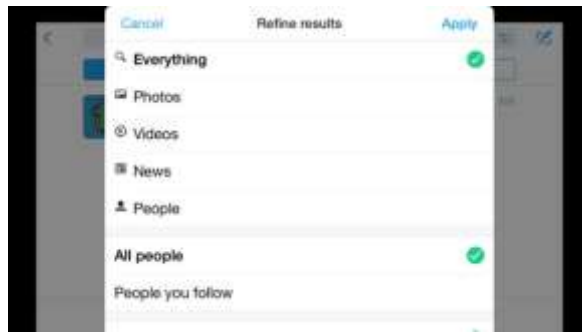 Cancel Refine results Apply
Everything
Photos
Videos
News
People
All people
People you follow